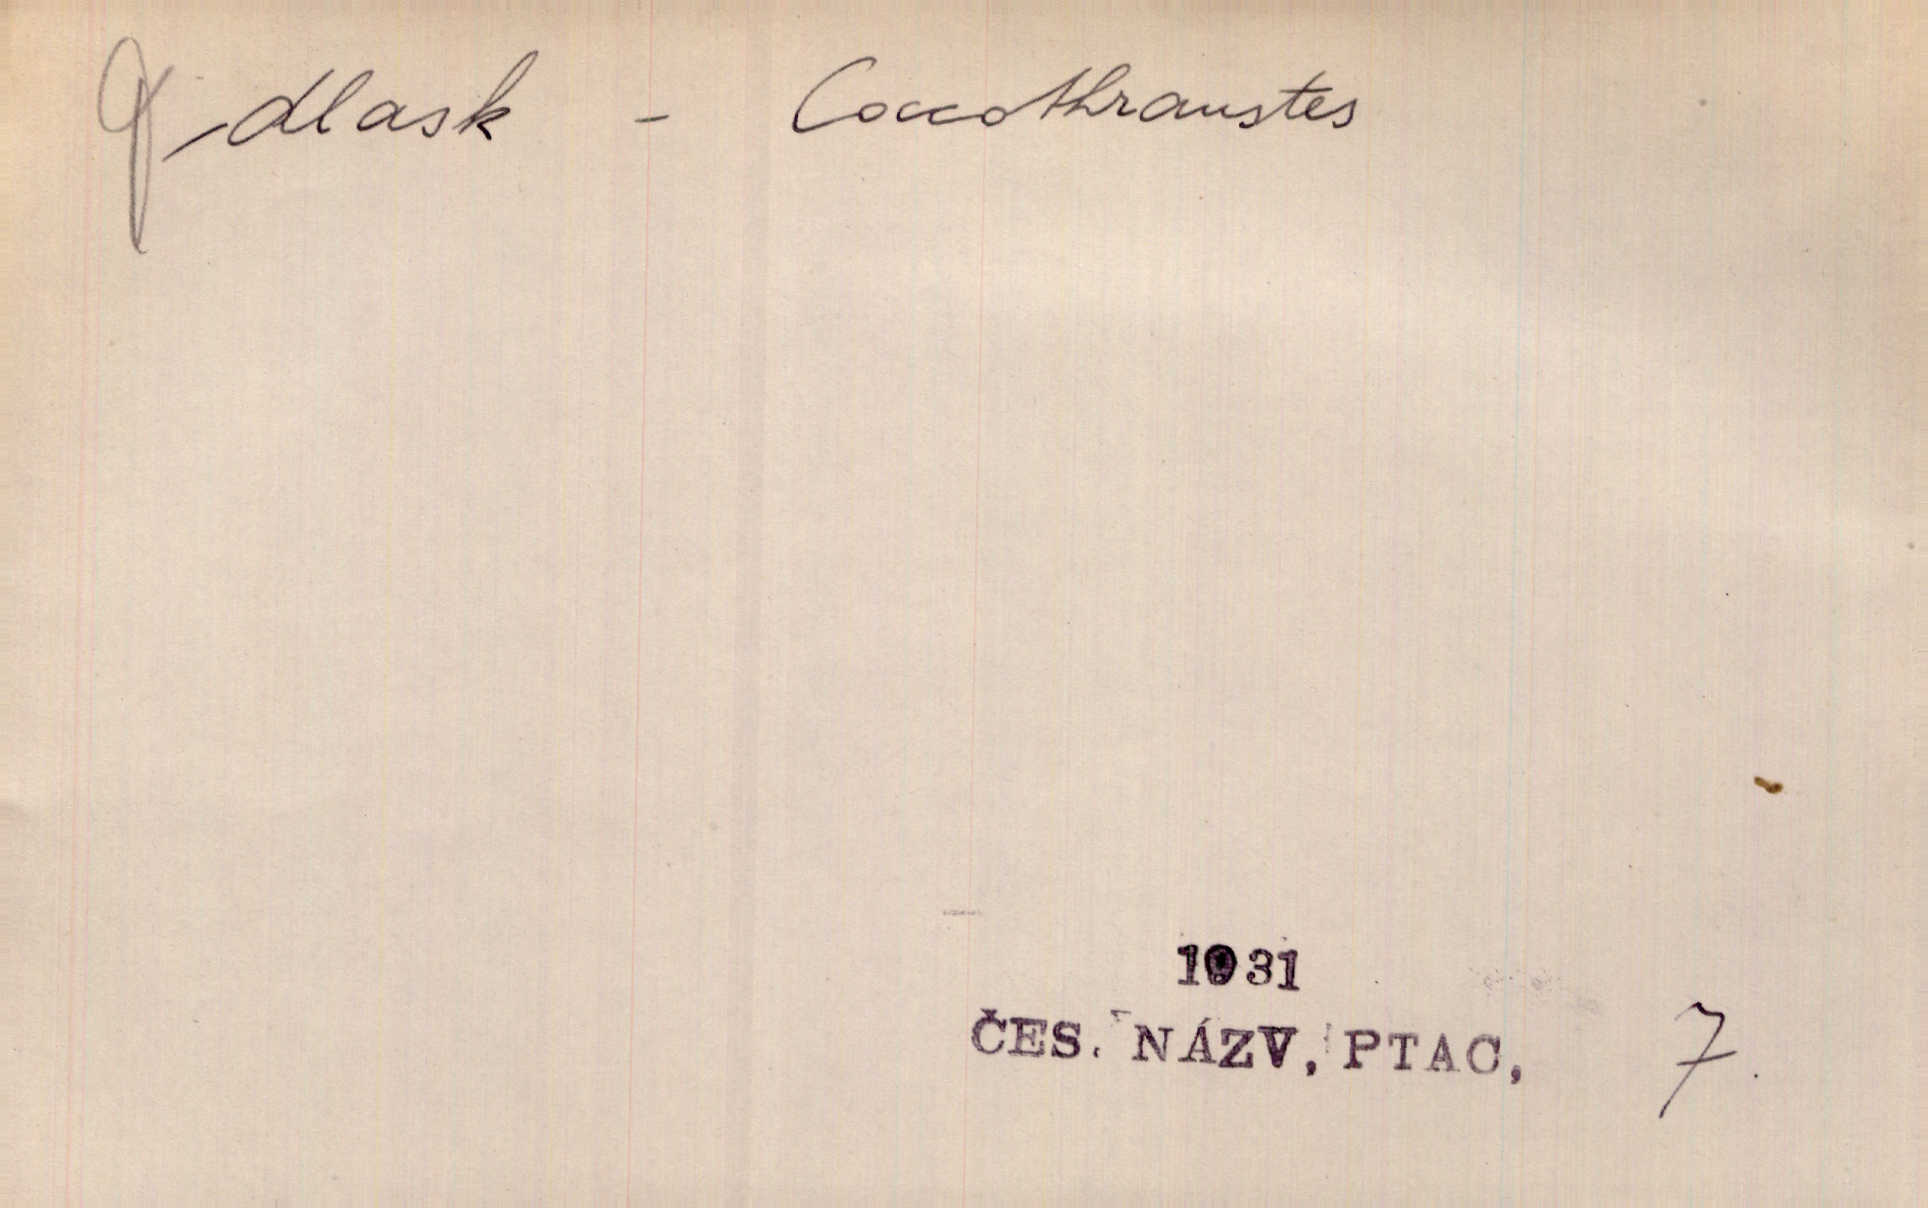 dlask - Coccothraustes
1931
ČES. NÁZV, PTAC,
7.